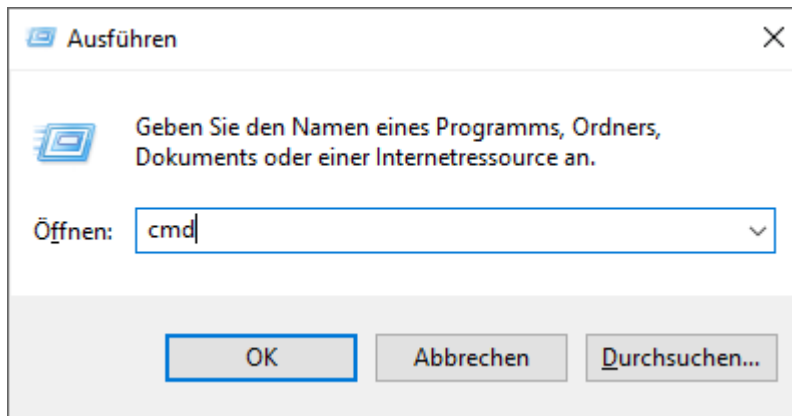 Ausführen
Geben Sie den Namen eines Programms, Ordners,
Dokuments oder einer Internetressource an.
Öffnen: cmd
OK Abbrechen Durchsuchen...